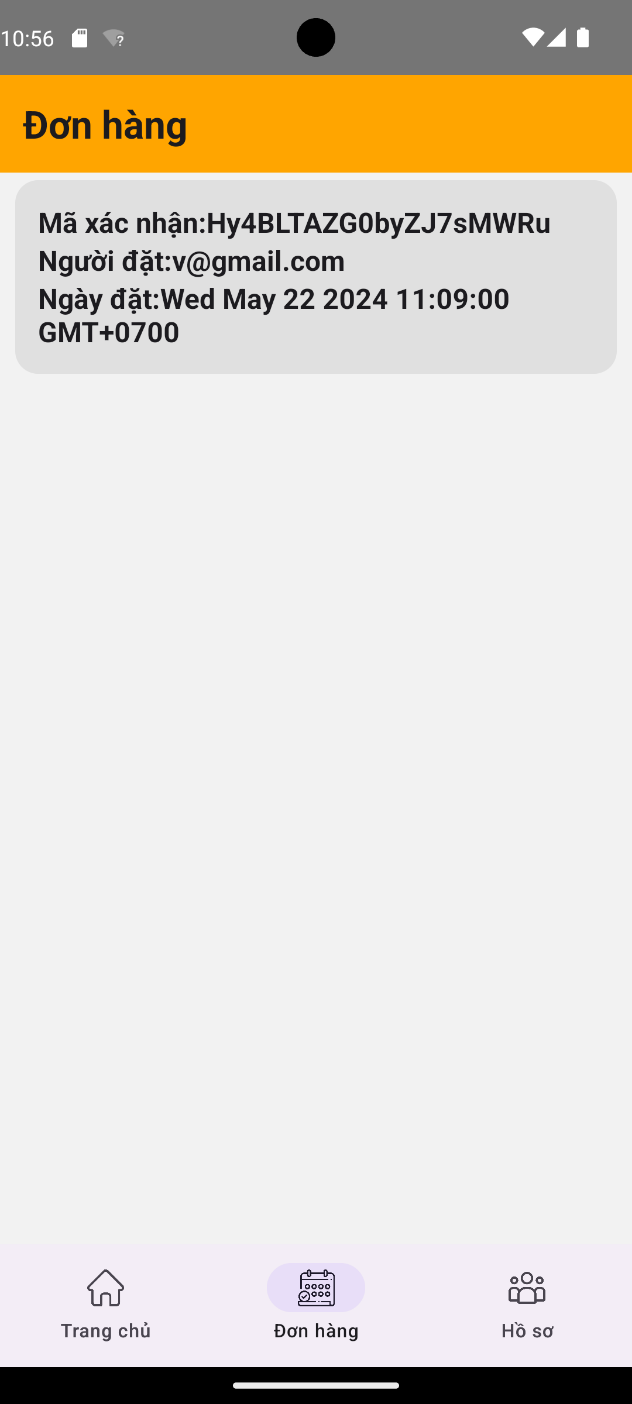 10:56
Đơn hàng
Mã xác nhận:Hy4BLTAZG0byZJ7sMWRu
Người đặt:v@gmail.com
Ngày đặt:Wed May 22 2024 11:09:00
GMT+0700
Trang chủ
Đơn hàng
Hồ sơ